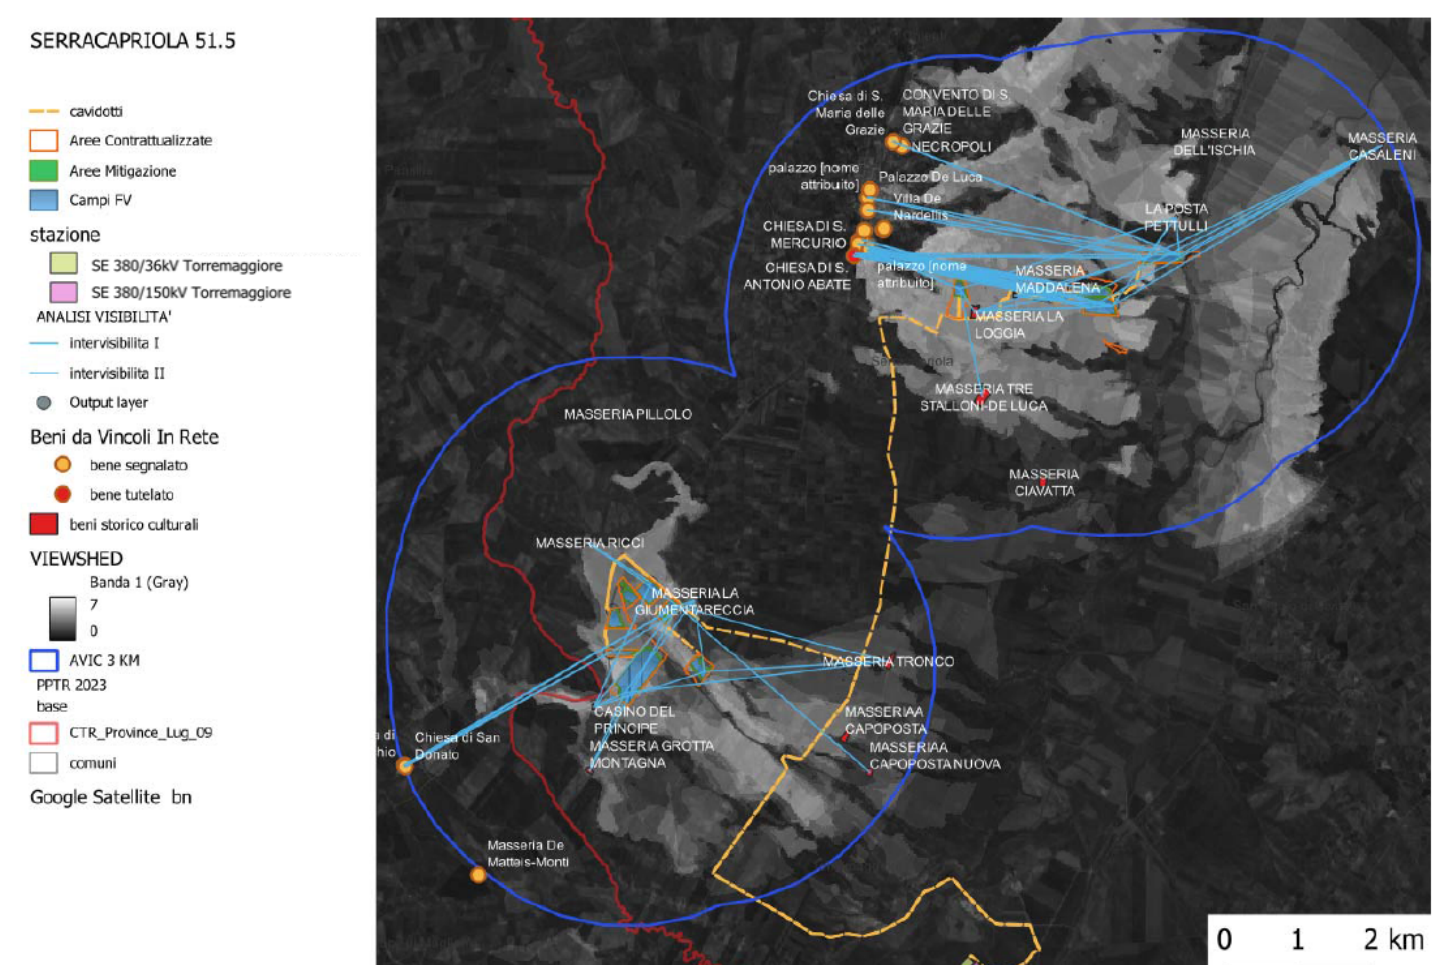 SERRACAPRIOLA 51.5
cavidotti
Aree Contrattualizzate
Aree Mitigazione
Campi FV
stazione
SE 380/36kV Torremaggiore
SE 380/150kV Torremaggiore
ANALISI VISIBILITA'
intervisibilita I
intervisibilita II
Output layer
Beni da Vincoli In Rete
bene segnalato
bene tutelato
beni storico culturali
VIEWSHED
Banda 1 (Gray)
7
0
AVIC 3 KM
PPTR 2023
base
CTR_Province_Lug_09
comuni
Google Satellite bn
Chiesa di S.
Maria delle
Grazie
CONVENTO DI S.
MARIA DELLE
GRAZIE
NECROPOLI
MASSERIA
DELL'ISCHIA
MASSERIA
CASALENI
palazzo [nome
attribuito]
Palazzo De Luca
Villa De
Nardellis
LA POSTA
PETTULLI
CHIESA DI S.
MERCURIO
CHIESA DI S.
ANTONIO ABATE
palazzo [nome
attribuito]
MASSERIA
MADDALENA
MASSERIA LA
LOGGIA
MASSERIA TRE
STALLONI-DE LUCA
MASSERIA PILLOLO
MASSERIA
CIAVATTA
MASSERIA RICCI
MASSERIA LA
GIUMENTARECCIA
MASSERIA TRONCO
CASINO DEL
PRINCIPE
MASSERIA GROTTA
MONTAGNA
MASSERIAA
CAPOPOSTA
MASSERIAA
CAPOPOSTA NUOVA
di
hio
Chiesa di San
Donato
Masseria De
Matteis-Monti
0 1 2 km